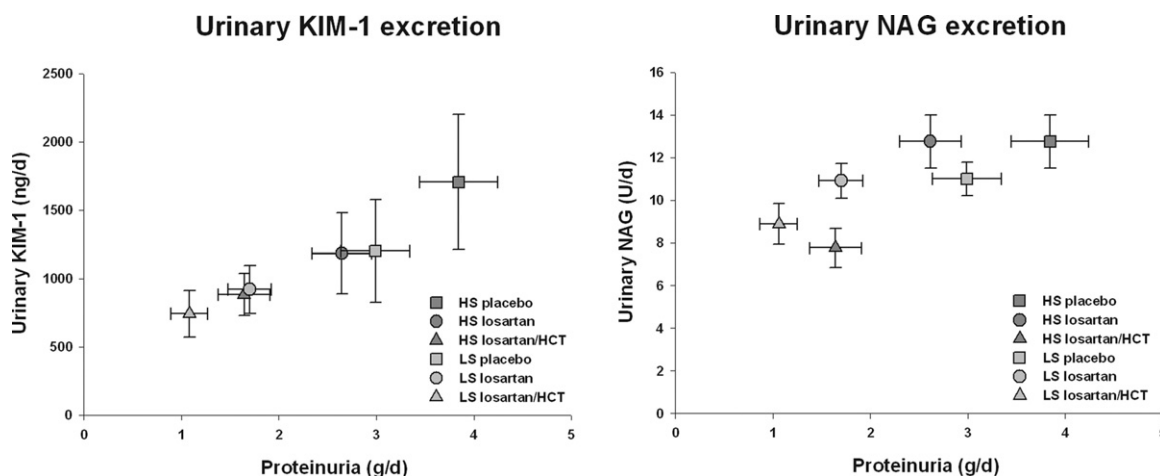 Urinary KIM-1 excretion
Urinary KIM-1 (ng/d)
2500
2000
1500
1000
500
0
0 1 2 3 4 5
Proteinuria (g/d)
HS placebo
HS losartan
HS losartan/HCT
LS placebo
LS losartan
LS losartan/HCT
Urinary NAG excretion
Urinary NAG (U/d)
16
14
12
10
8
6
4
2
0
0 1 2 3 4 5
Proteinuria (g/d)
HS placebo
HS losartan
HS losartan/HCT
LS placebo
LS losartan
LS losartan/HCT